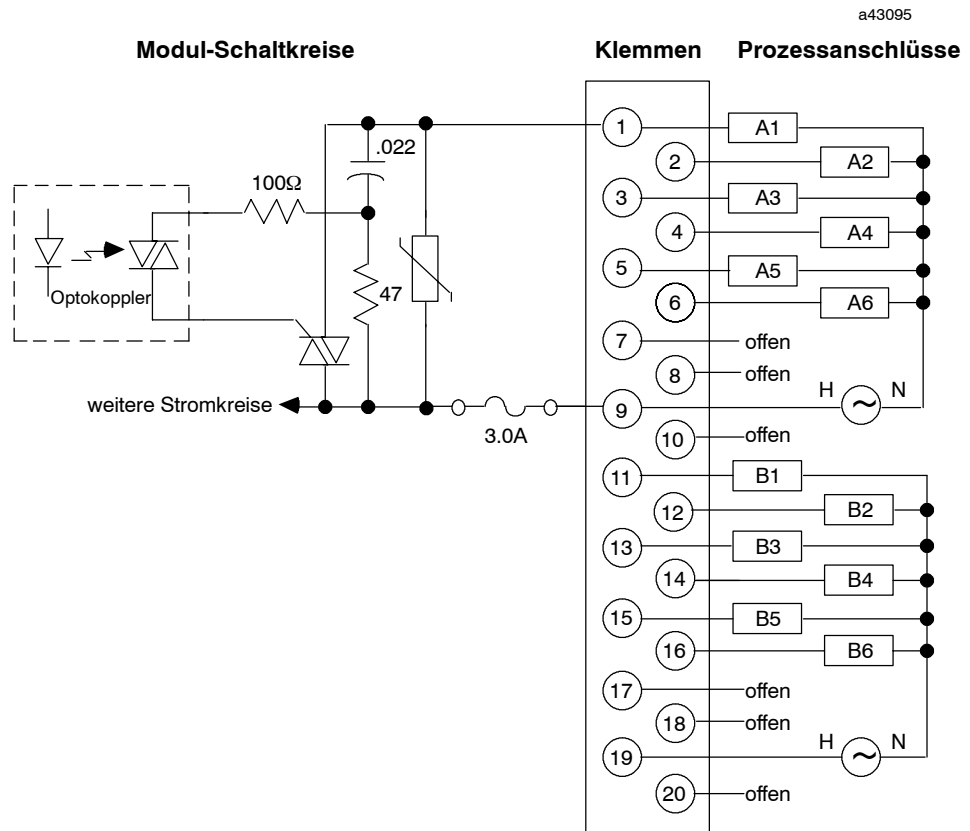 a43095
Modul-Schaltkreise
Klemmen
Prozessanschlüsse
1
A1
.022
2
A2
100Ω
3
A3
4
A4
5
A5
Optokoppler
47
6
A6
7
offen
8
offen
weitere Stromkreise
3.0A
9
H
~
N
10
offen
11
B1
12
B2
13
B3
14
B4
15
B5
16
B6
17
offen
18
offen
19
H
~
N
20
offen